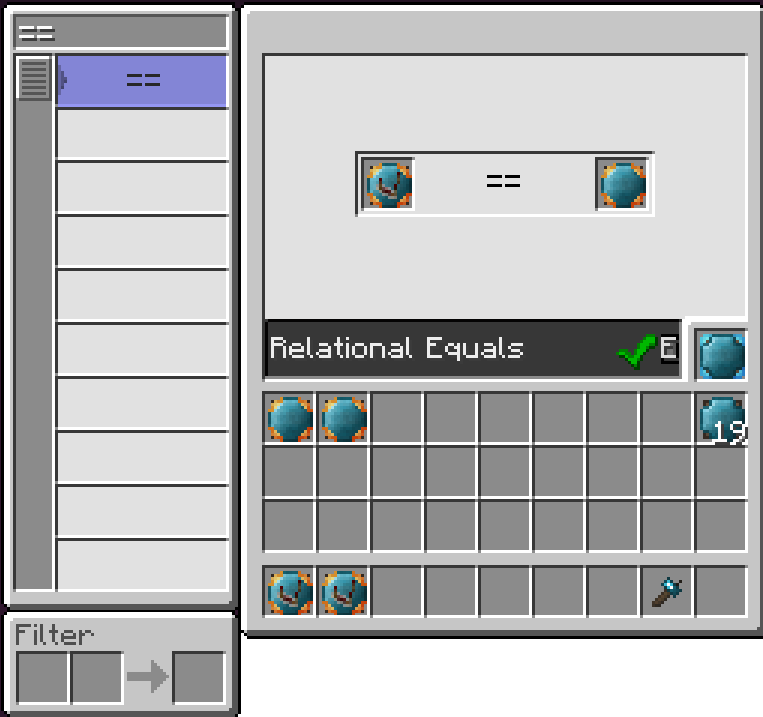 ==
==
==
Relational Equals
E
19
Filter